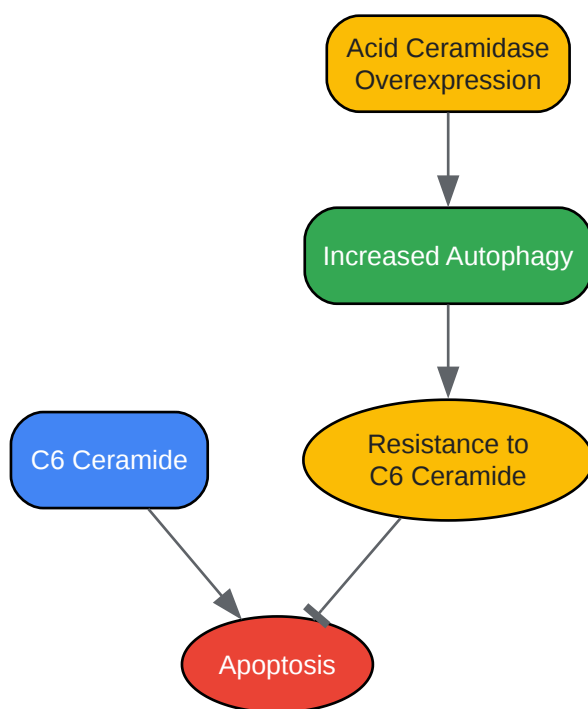 Acid Ceramidase
Overexpression
Increased Autophagy
C6 Ceramide
Resistance to
C6 Ceramide
Apoptosis